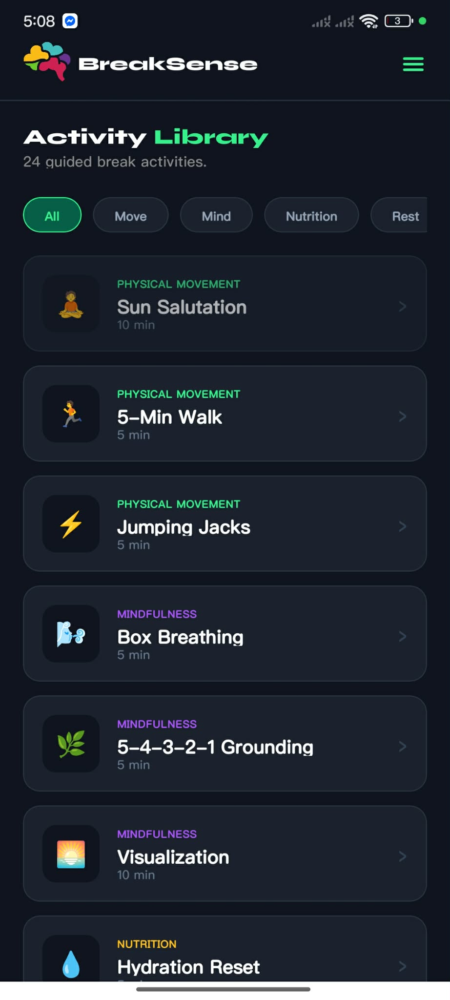 5:08
3
BreakSense
Activity Library
24 guided break activities.
All Move Mind Nutrition Rest
PHYSICAL MOVEMENT
Sun Salutation
10 min
PHYSICAL MOVEMENT
5-Min Walk
5 min
PHYSICAL MOVEMENT
Jumping Jacks
5 min
MINDFULNESS
Box Breathing
5 min
MINDFULNESS
5-4-3-2-1 Grounding
5 min
MINDFULNESS
Visualization
10 min
NUTRITION
Hydration Reset